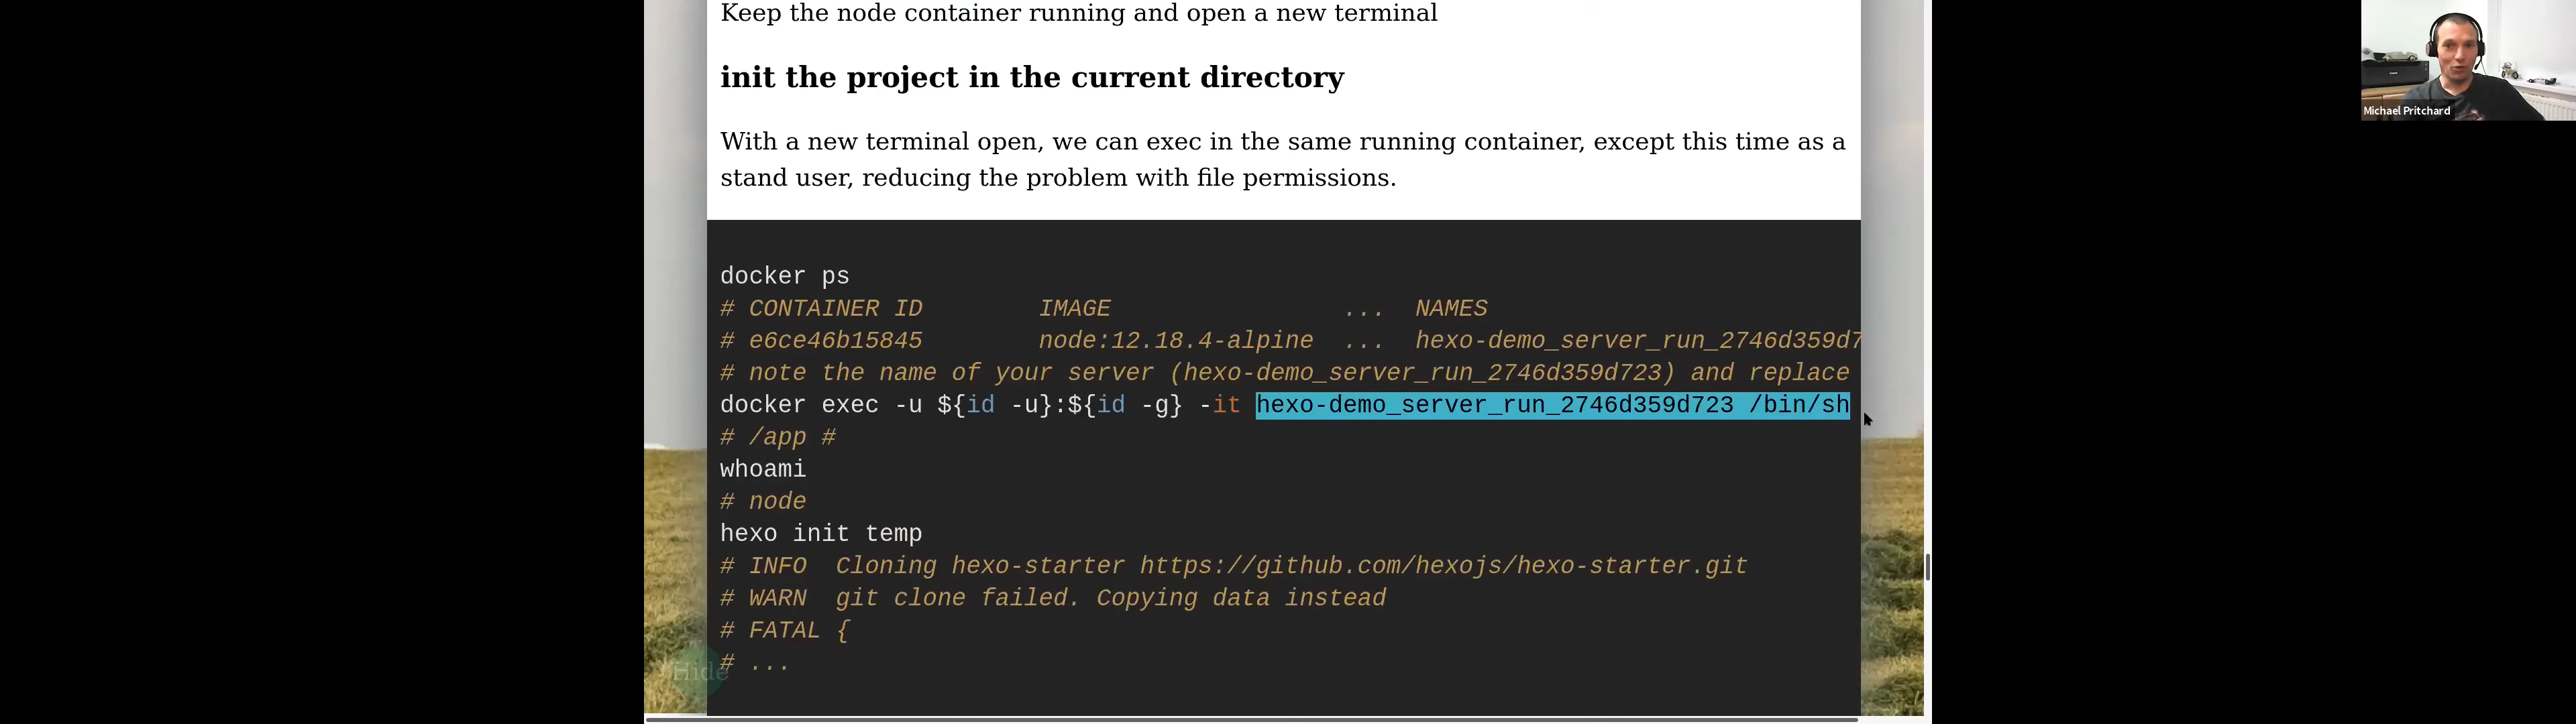 Keep the node container running and open a new terminal
init the project in the current directory
With a new terminal open, we can exec in the same running container, except this time as a
stand user, reducing the problem with file permissions.
docker ps
# CONTAINER ID        IMAGE                ...  NAMES
# e6ce46b15845        node:12.18.4-alpine  ...  hexo-demo_server_run_2746d359d7
# note the name of your server (hexo-demo_server_run_2746d359d723) and replace
docker exec -u ${id -u}:${id -g} -it hexo-demo_server_run_2746d359d723 /bin/sh
# /app #
whoami
# node
hexo init temp
# INFO  Cloning hexo-starter https://github.com/hexojs/hexo-starter.git
# WARN  git clone failed. Copying data instead
# FATAL {
# ...
Hide
Michael Pritchard